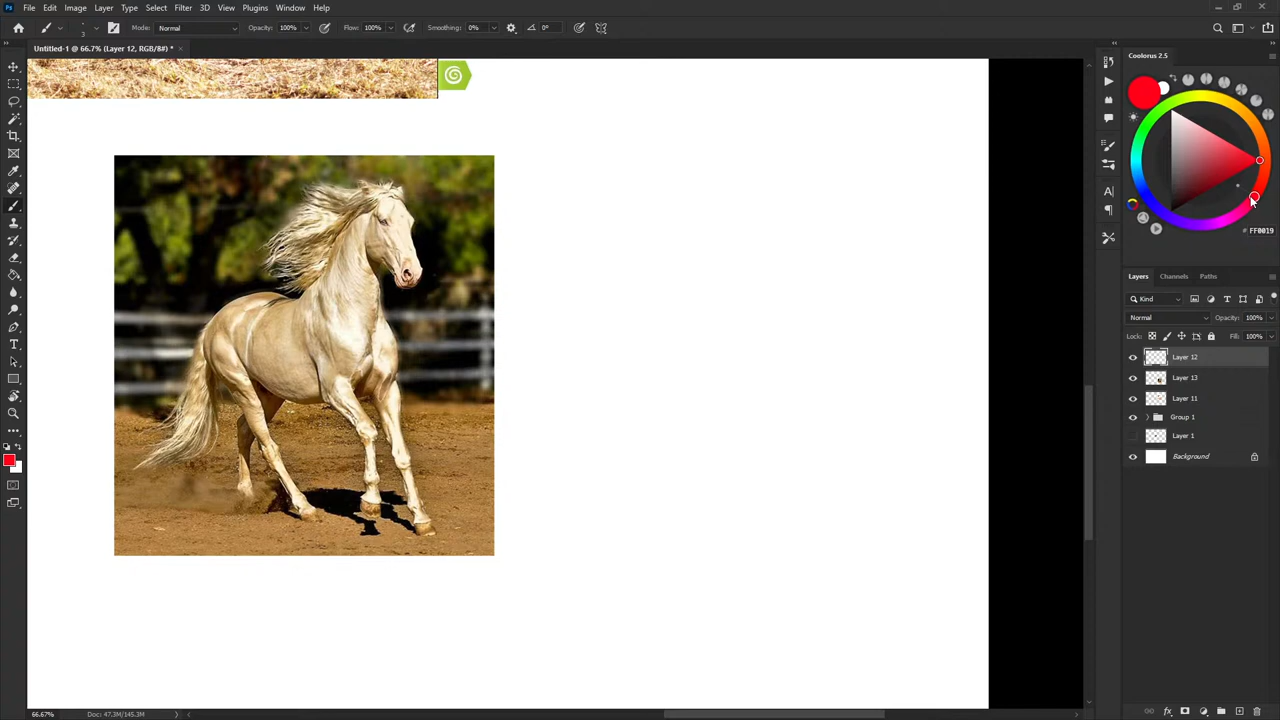 Ps File Edit Image Layer Type Select Filter 3D View Plugins Window Help
3 Mode: Normal Opacity: 100% Flow: 100% Smoothing: 0% 0°
Untitled-1 @ 66.7% (Layer 12, RGB/8#) * ×
Coolorus 2.5
# FF0019
Layers Channels Paths
Kind
Normal Opacity: 100%
Lock: Fill: 100%
Layer 12
Layer 13
Layer 11
Group 1
Layer 1
Background
66.67% Doc: 47.3M/145.3M